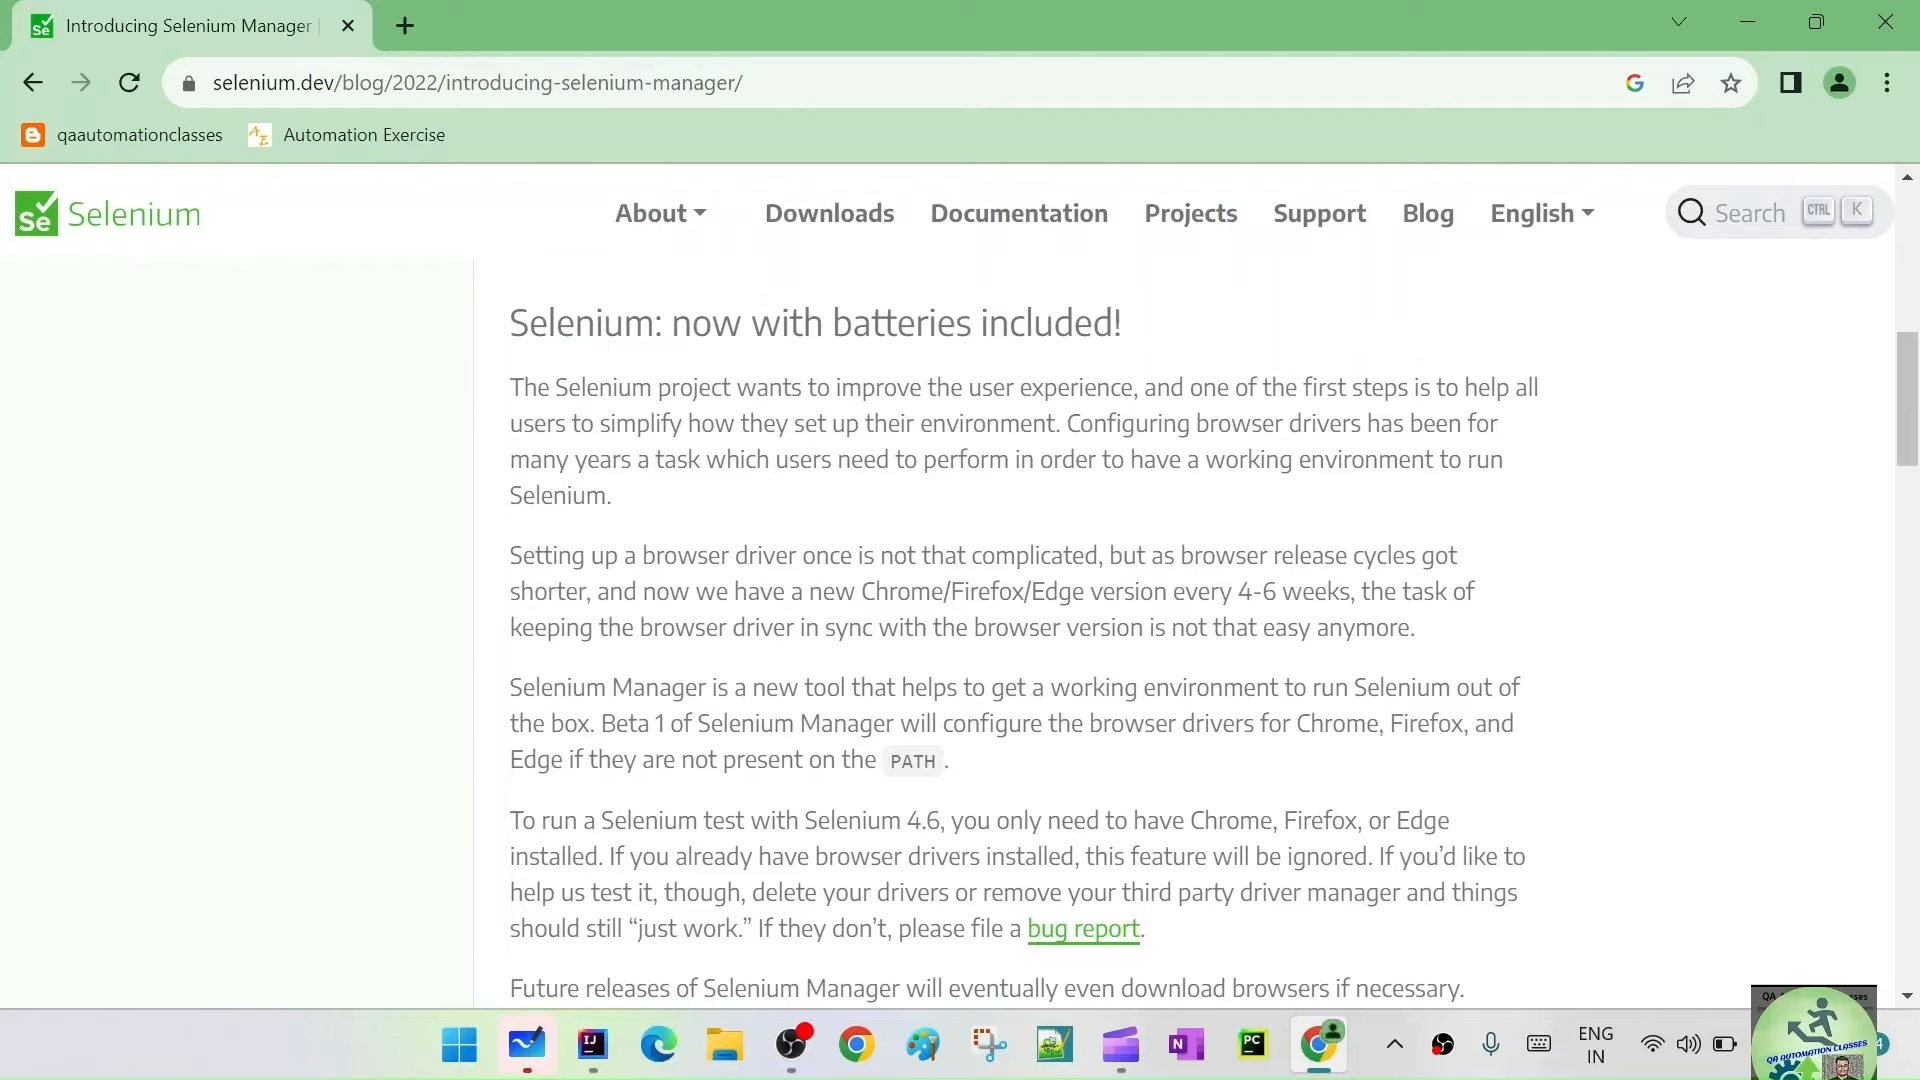 Introducing Selenium Manager
selenium.dev/blog/2022/introducing-selenium-manager/
qaautomationclasses
Automation Exercise
Se Selenium
About
Downloads
Documentation
Projects
Support
Blog
English
Search CTRL K
Selenium: now with batteries included!
The Selenium project wants to improve the user experience, and one of the first steps is to help all
users to simplify how they set up their environment. Configuring browser drivers has been for
many years a task which users need to perform in order to have a working environment to run
Selenium.
Setting up a browser driver once is not that complicated, but as browser release cycles got
shorter, and now we have a new Chrome/Firefox/Edge version every 4-6 weeks, the task of
keeping the browser driver in sync with the browser version is not that easy anymore.
Selenium Manager is a new tool that helps to get a working environment to run Selenium out of
the box. Beta 1 of Selenium Manager will configure the browser drivers for Chrome, Firefox, and
Edge if they are not present on the PATH.
To run a Selenium test with Selenium 4.6, you only need to have Chrome, Firefox, or Edge
installed. If you already have browser drivers installed, this feature will be ignored. If you’d like to
help us test it, though, delete your drivers or remove your third party driver manager and things
should still “just work.” If they don’t, please file a bug report.
Future releases of Selenium Manager will eventually even download browsers if necessary.
IJ
N
PC
ENG
IN
QA AUTOMATION CLASSES